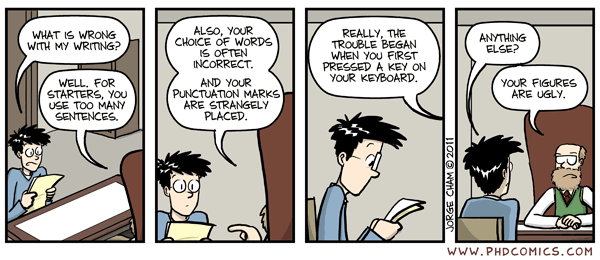 WHAT IS WRONG
WITH MY WRITING?
WELL. FOR
STARTERS, YOU
USE TOO MANY
SENTENCES.
ALSO, YOUR
CHOICE OF WORDS
IS OFTEN
INCORRECT.
AND YOUR
PUNCTUATION MARKS
ARE STRANGELY
PLACED.
REALLY, THE
TROUBLE BEGAN
WHEN YOU FIRST
PRESSED A KEY ON
YOUR KEYBOARD.
JORGE CHAM © 2011
ANYTHING
ELSE?
YOUR FIGURES
ARE UGLY.
WWW.PHDCOMICS.COM